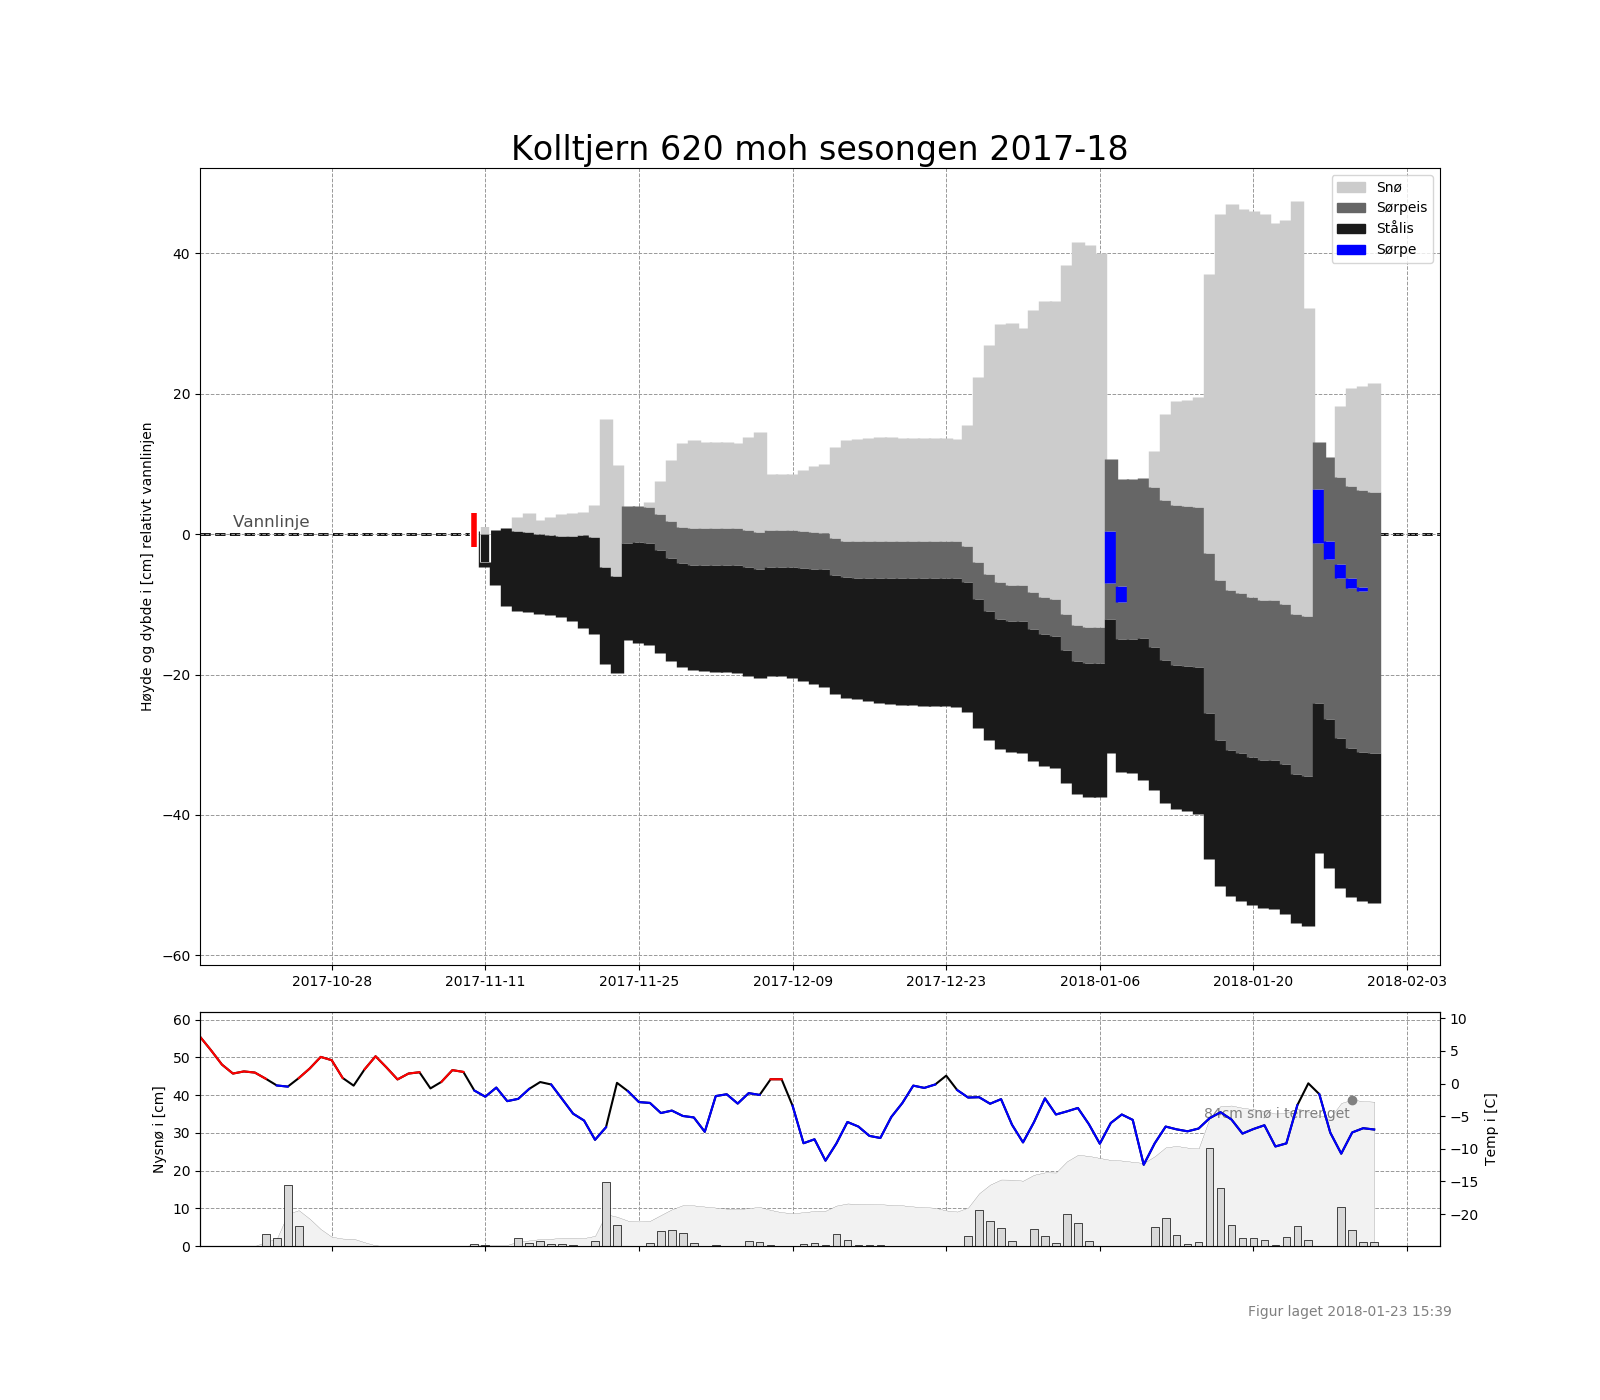 Kolltjern 620 moh sesongen 2017-18
Snø
Sørpeis
Stålis
Sørpe
Høyde og dybde i [cm] relativt vannlinjen
40
20
0
−20
−40
−60
Vannlinje
2017-10-28 2017-11-11 2017-11-25 2017-12-09 2017-12-23 2018-01-06 2018-01-20 2018-02-03
Nysnø i [cm]
60
50
40
30
20
10
0
84cm snø i terrenget
10
5
0
−5
−10
−15
−20
Temp i [C]
Figur laget 2018-01-23 15:39